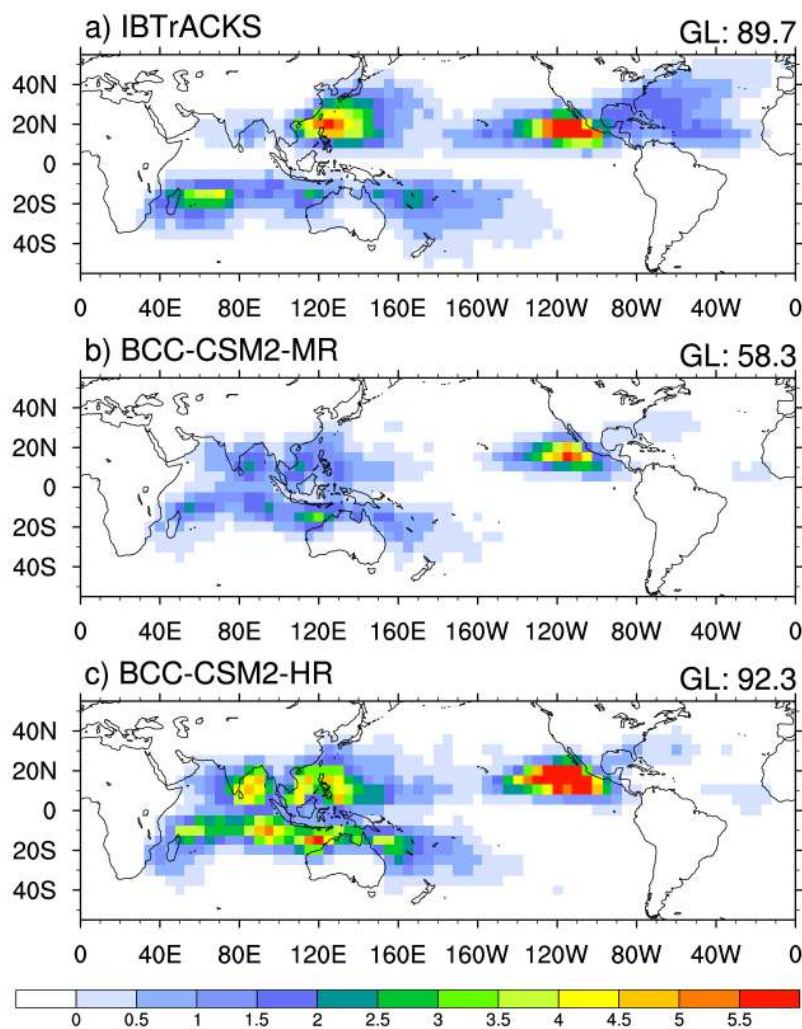 a) IBTrACKS GL: 89.7
40N
20N
0
20S
40S
0 40E 80E 120E 160E 160W 120W 80W 40W 0
b) BCC-CSM2-MR GL: 58.3
40N
20N
0
20S
40S
0 40E 80E 120E 160E 160W 120W 80W 40W 0
c) BCC-CSM2-HR GL: 92.3
40N
20N
0
20S
40S
0 40E 80E 120E 160E 160W 120W 80W 40W 0
0 0.5 1 1.5 2 2.5 3 3.5 4 4.5 5 5.5